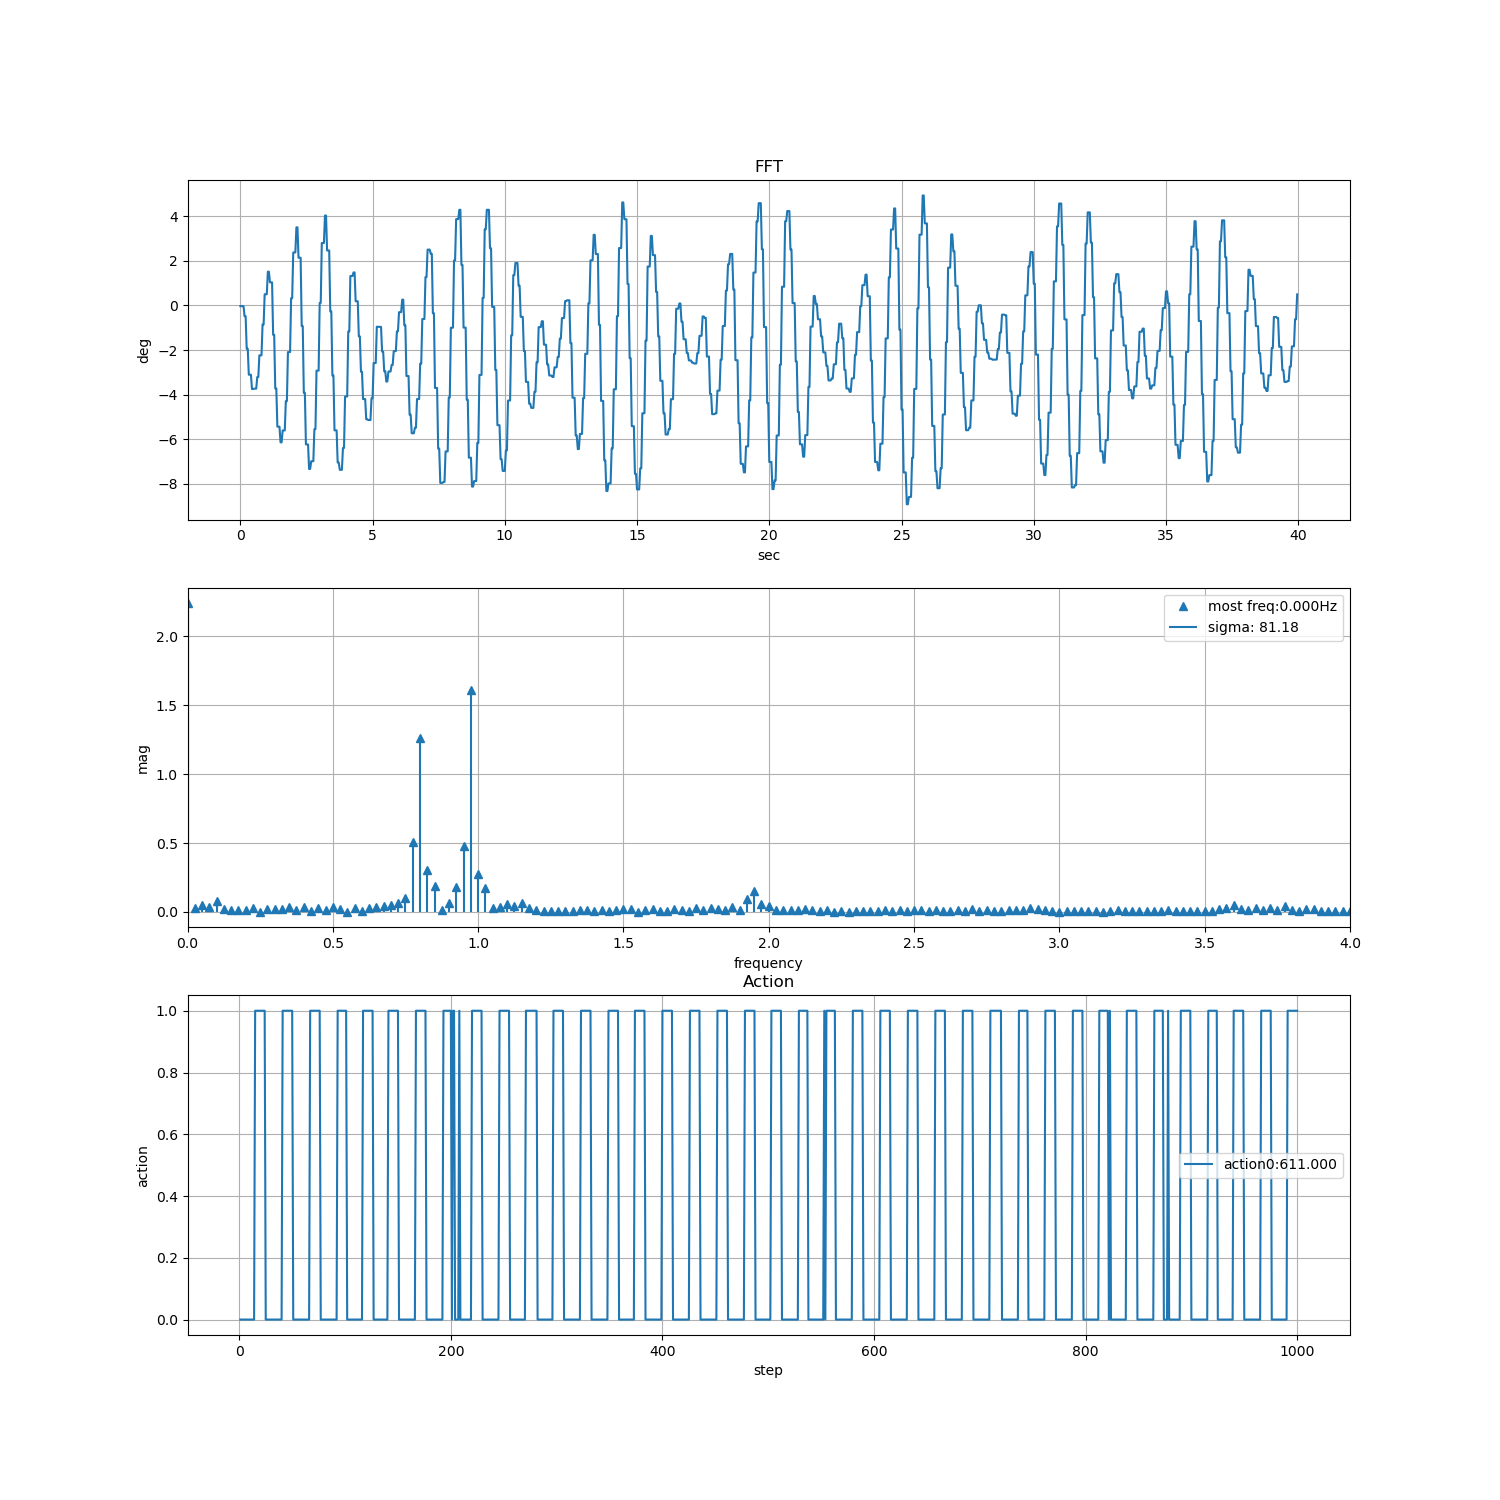 FFT
4
2
0
−2
−4
−6
−8
deg
0 5 10 15 20 25 30 35 40
sec
most freq:0.000Hz
sigma: 81.18
2.0
1.5
1.0
0.5
0.0
mag
0.0 0.5 1.0 1.5 2.0 2.5 3.0 3.5 4.0
frequency
Action
1.0
0.8
0.6
0.4
0.2
0.0
action
action0:611.000
0 200 400 600 800 1000
step